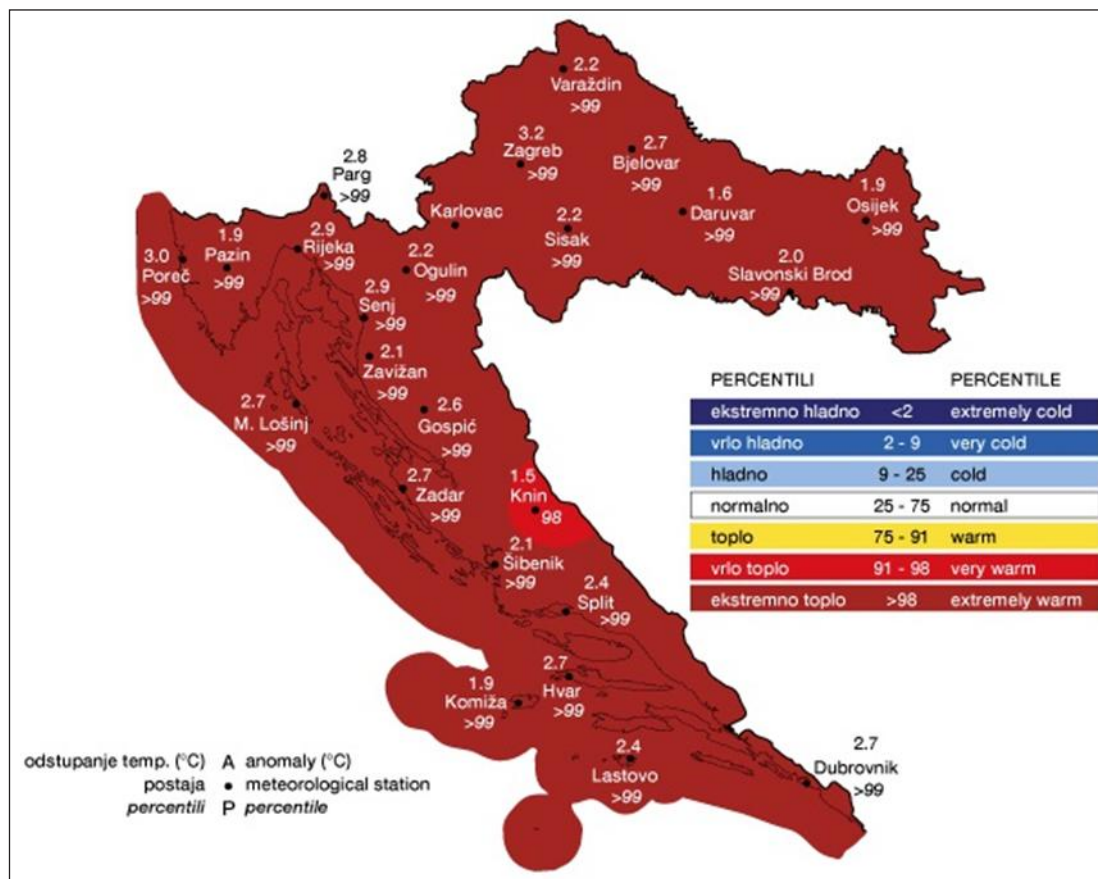 2.2
Varaždin
>99
3.2
Zagreb
>99
2.7
Bjelovar
>99
2.8
Parg
>99
1.6
Daruvar
>99
1.9
Osijek
>99
Karlovac
2.2
Sisak
>99
1.9
Pazin
>99
2.9
Rijeka
>99
3.0
Poreč
>99
2.2
Ogulin
>99
2.0
Slavonski Brod
>99
2.9
Senj
>99
2.1
Zavižan
>99
2.7
M. Lošinj
>99
2.6
Gospić
>99
2.7
Zadar
>99
1.5
Knin
98
2.1
Šibenik
>99
2.4
Split
>99
2.7
Hvar
>99
1.9
Komiža
>99
2.4
Lastovo
>99
2.7
Dubrovnik
>99
PERCENTILI PERCENTILE
ekstremno hladno <2 extremely cold
vrlo hladno 2 - 9 very cold
hladno 9 - 25 cold
normalno 25 - 75 normal
toplo 75 - 91 warm
vrlo toplo 91 - 98 very warm
ekstremno toplo >98 extremely warm
odstupanje temp. (°C) A anomaly (°C)
postaja • meteorological station
percentili P percentile